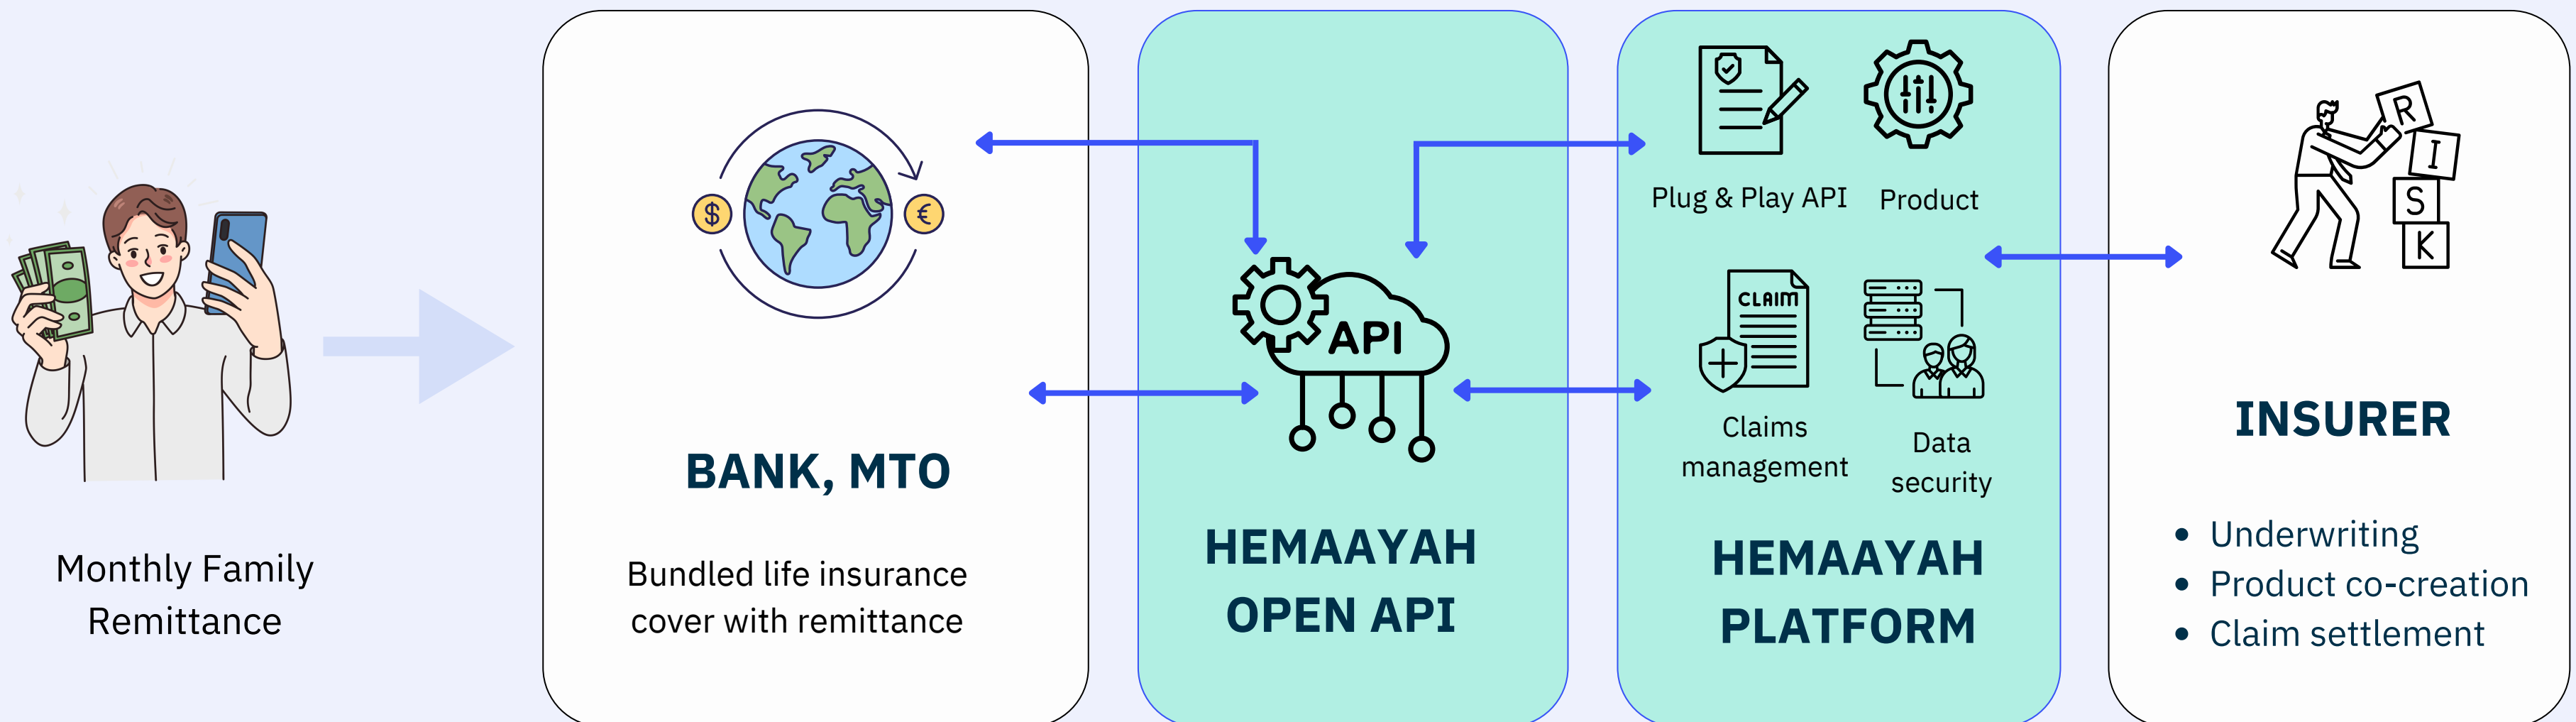 Monthly Family
Remittance
$
€
BANK, MTO
Bundled life insurance
cover with remittance
API
HEMAAYAH
OPEN API
Plug & Play API
Product
CLAIM
Claims
management
Data
security
HEMAAYAH
PLATFORM
R
I
S
K
INSURER
• Underwriting
• Product co-creation
• Claim settlement